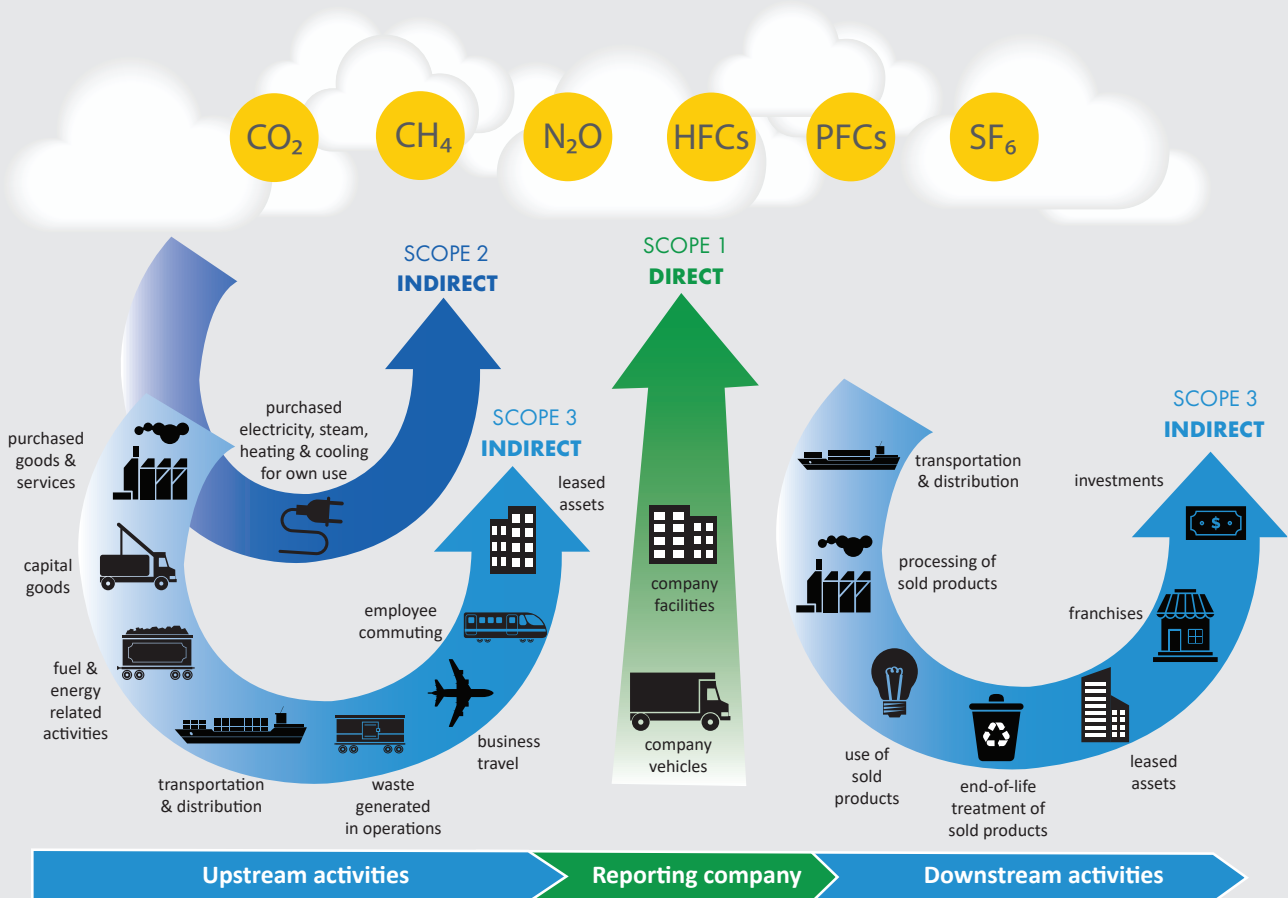 CO₂
CH₄
N₂O
HFCs
PFCs
SF₆
SCOPE 2
INDIRECT
SCOPE 1
DIRECT
purchased
electricity, steam,
heating & cooling
for own use
SCOPE 3
INDIRECT
purchased
goods &
services
capital
goods
fuel &
energy
related
activities
transportation
& distribution
waste
generated
in operations
business
travel
employee
commuting
leased
assets
company
facilities
company
vehicles
SCOPE 3
INDIRECT
transportation
& distribution
processing of
sold products
use of
sold
products
end-of-life
treatment of
sold products
leased
assets
franchises
investments
$
Upstream activities
Reporting company
Downstream activities